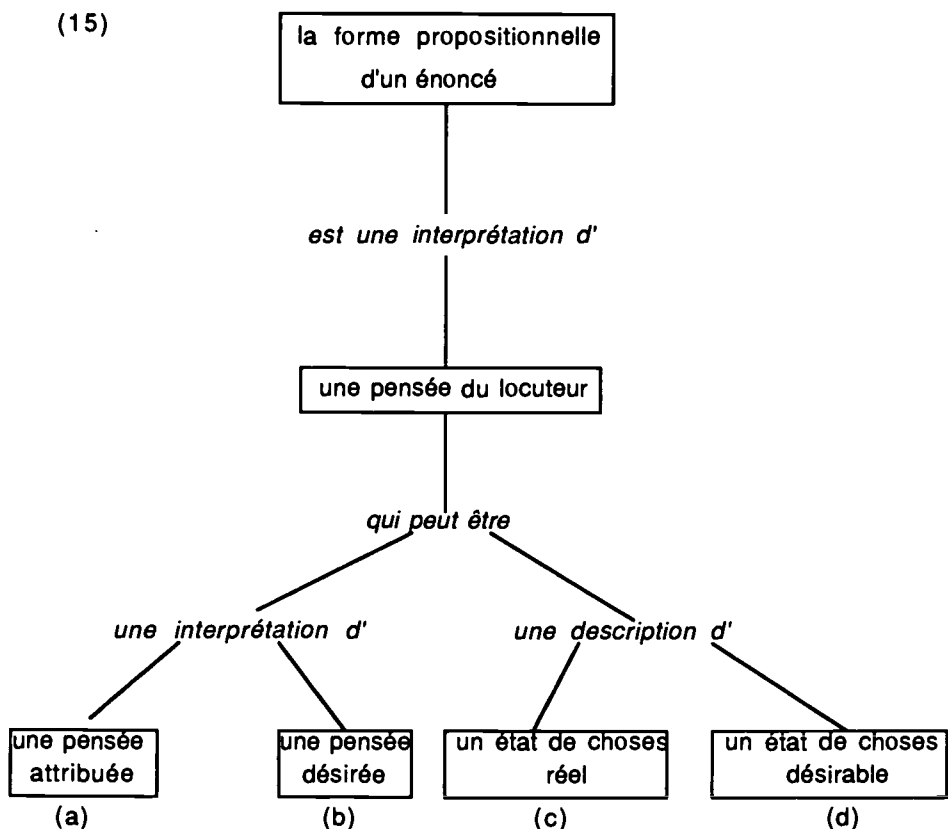 (15)
la forme propositionnelle
d'un énoncé
est une interprétation d'
une pensée du locuteur
qui peut être
une interprétation d'
une description d'
une pensée
attribuée
une pensée
désirée
un état de choses
réel
un état de choses
désirable
(a)
(b)
(c)
(d)